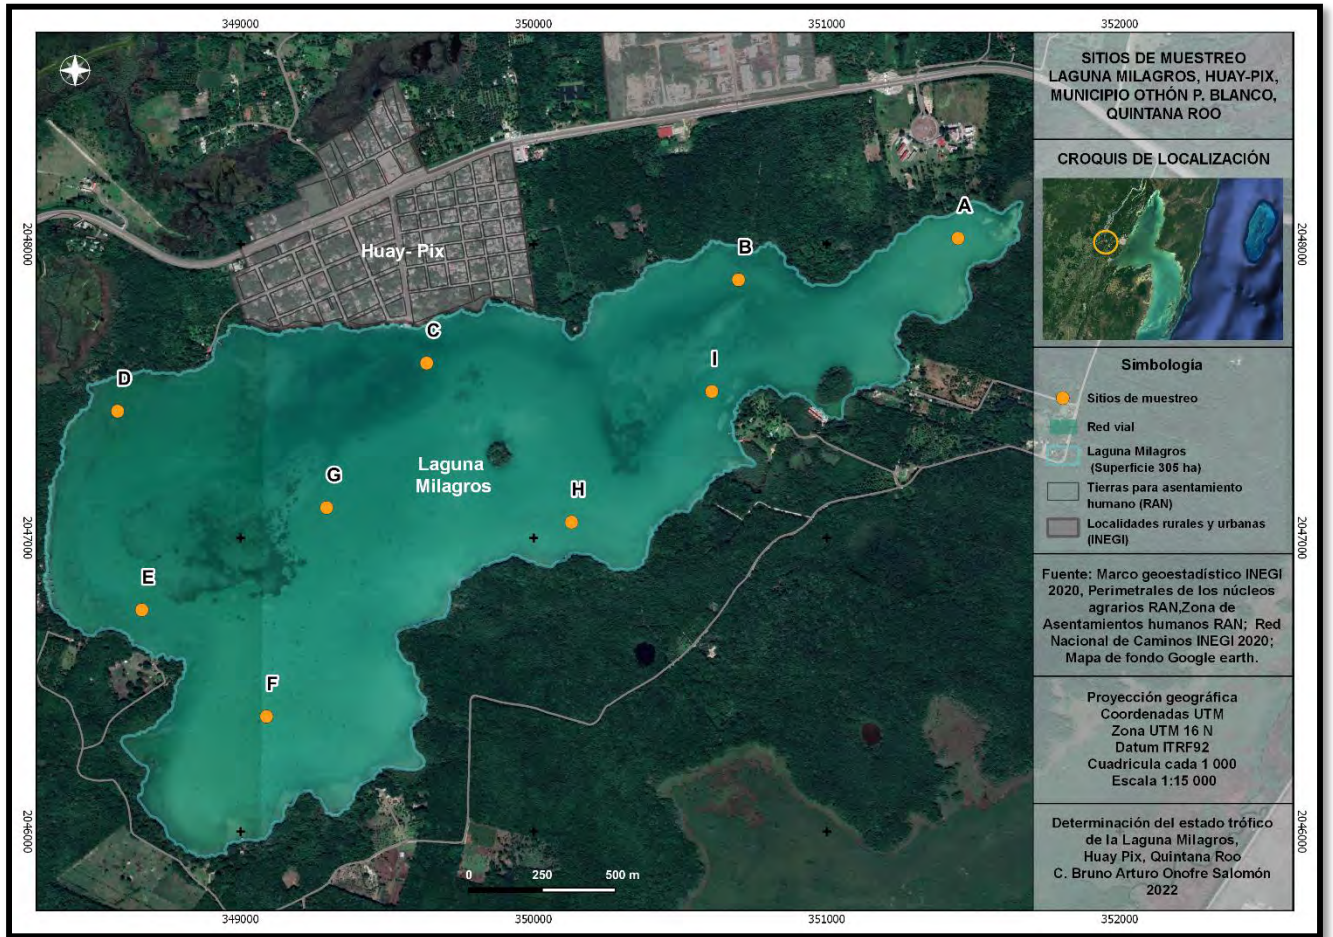 349000
350000
351000
352000
2048000
2047000
2046000
2048000
2047000
2046000
A
B
Huay- Pix
C
I
D
Laguna
Milagros
G
H
E
F
0 250 500 m
349000
350000
351000
352000
SITIOS DE MUESTREO
LAGUNA MILAGROS, HUAY-PIX,
MUNICIPIO OTHÓN P. BLANCO,
QUINTANA ROO
CROQUIS DE LOCALIZACIÓN
Simbología
Sitios de muestreo
Red vial
Laguna Milagros
(Superficie 305 ha)
Tierras para asentamiento
humano (RAN)
Localidades rurales y urbanas
(INEGI)
Fuente: Marco geoestadístico INEGI
2020, Perimetrales de los núcleos
agrarios RAN,Zona de
Asentamientos humanos RAN; Red
Nacional de Caminos INEGI 2020;
Mapa de fondo Google earth.
Proyección geográfica
Coordenadas UTM
Zona UTM 16 N
Datum ITRF92
Cuadricula cada 1 000
Escala 1:15 000
Determinación del estado trófico
de la Laguna Milagros,
Huay Pix, Quintana Roo
C. Bruno Arturo Onofre Salomón
2022